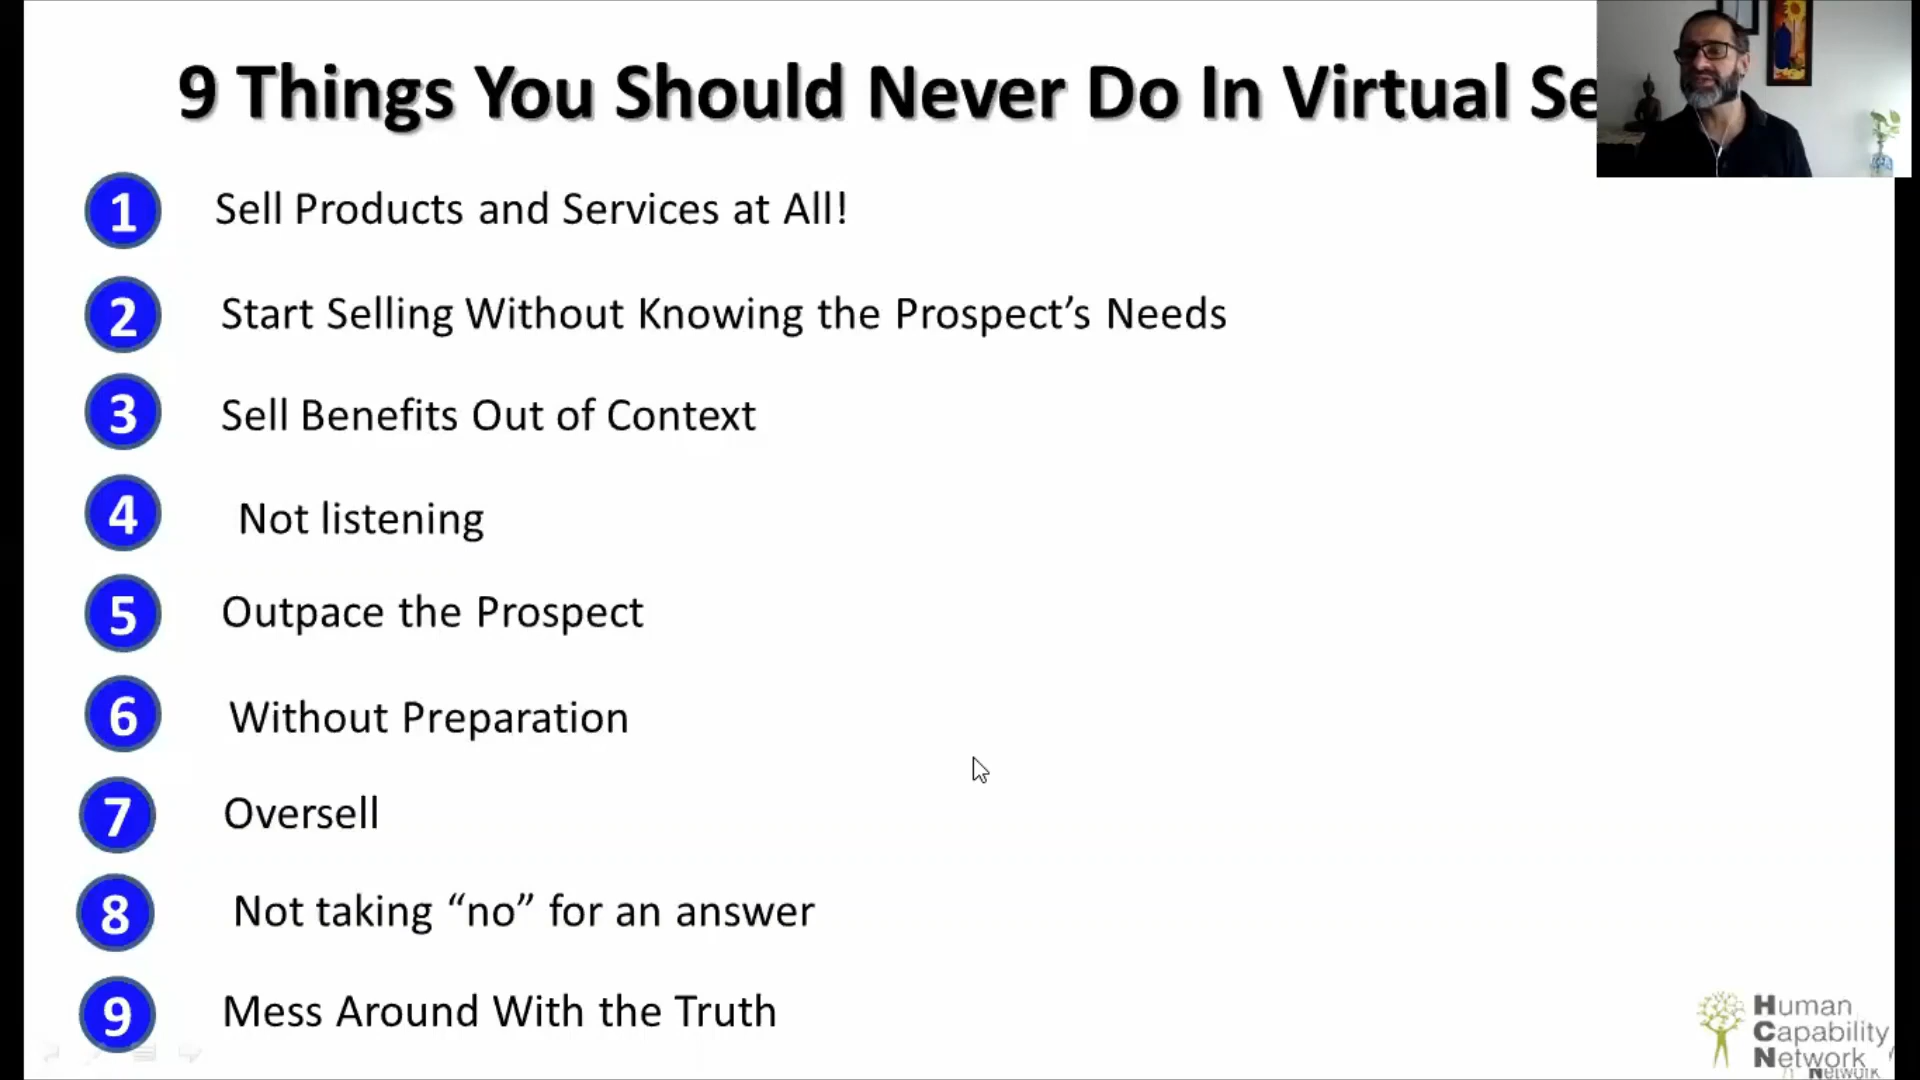 9 Things You Should Never Do In Virtual Se
1 Sell Products and Services at All!
2 Start Selling Without Knowing the Prospect’s Needs
3 Sell Benefits Out of Context
4 Not listening
5 Outpace the Prospect
6 Without Preparation
7 Oversell
8 Not taking “no” for an answer
9 Mess Around With the Truth
Human
Capability
Network
Network